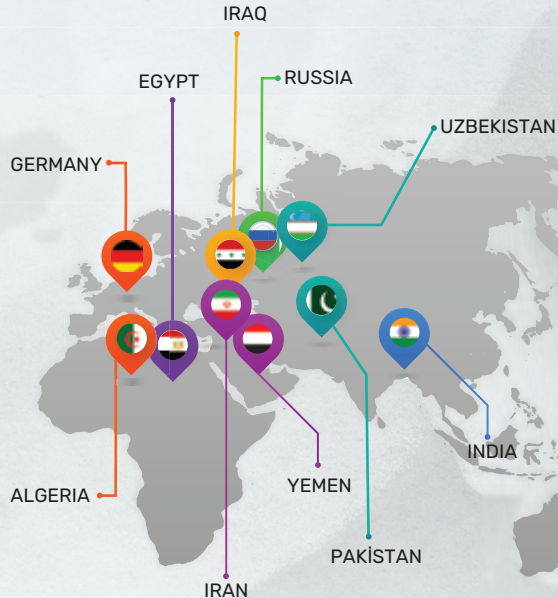 IRAQ
RUSSIA
EGYPT
UZBEKISTAN
GERMANY
INDIA
YEMEN
ALGERIA
PAKİSTAN
IRAN